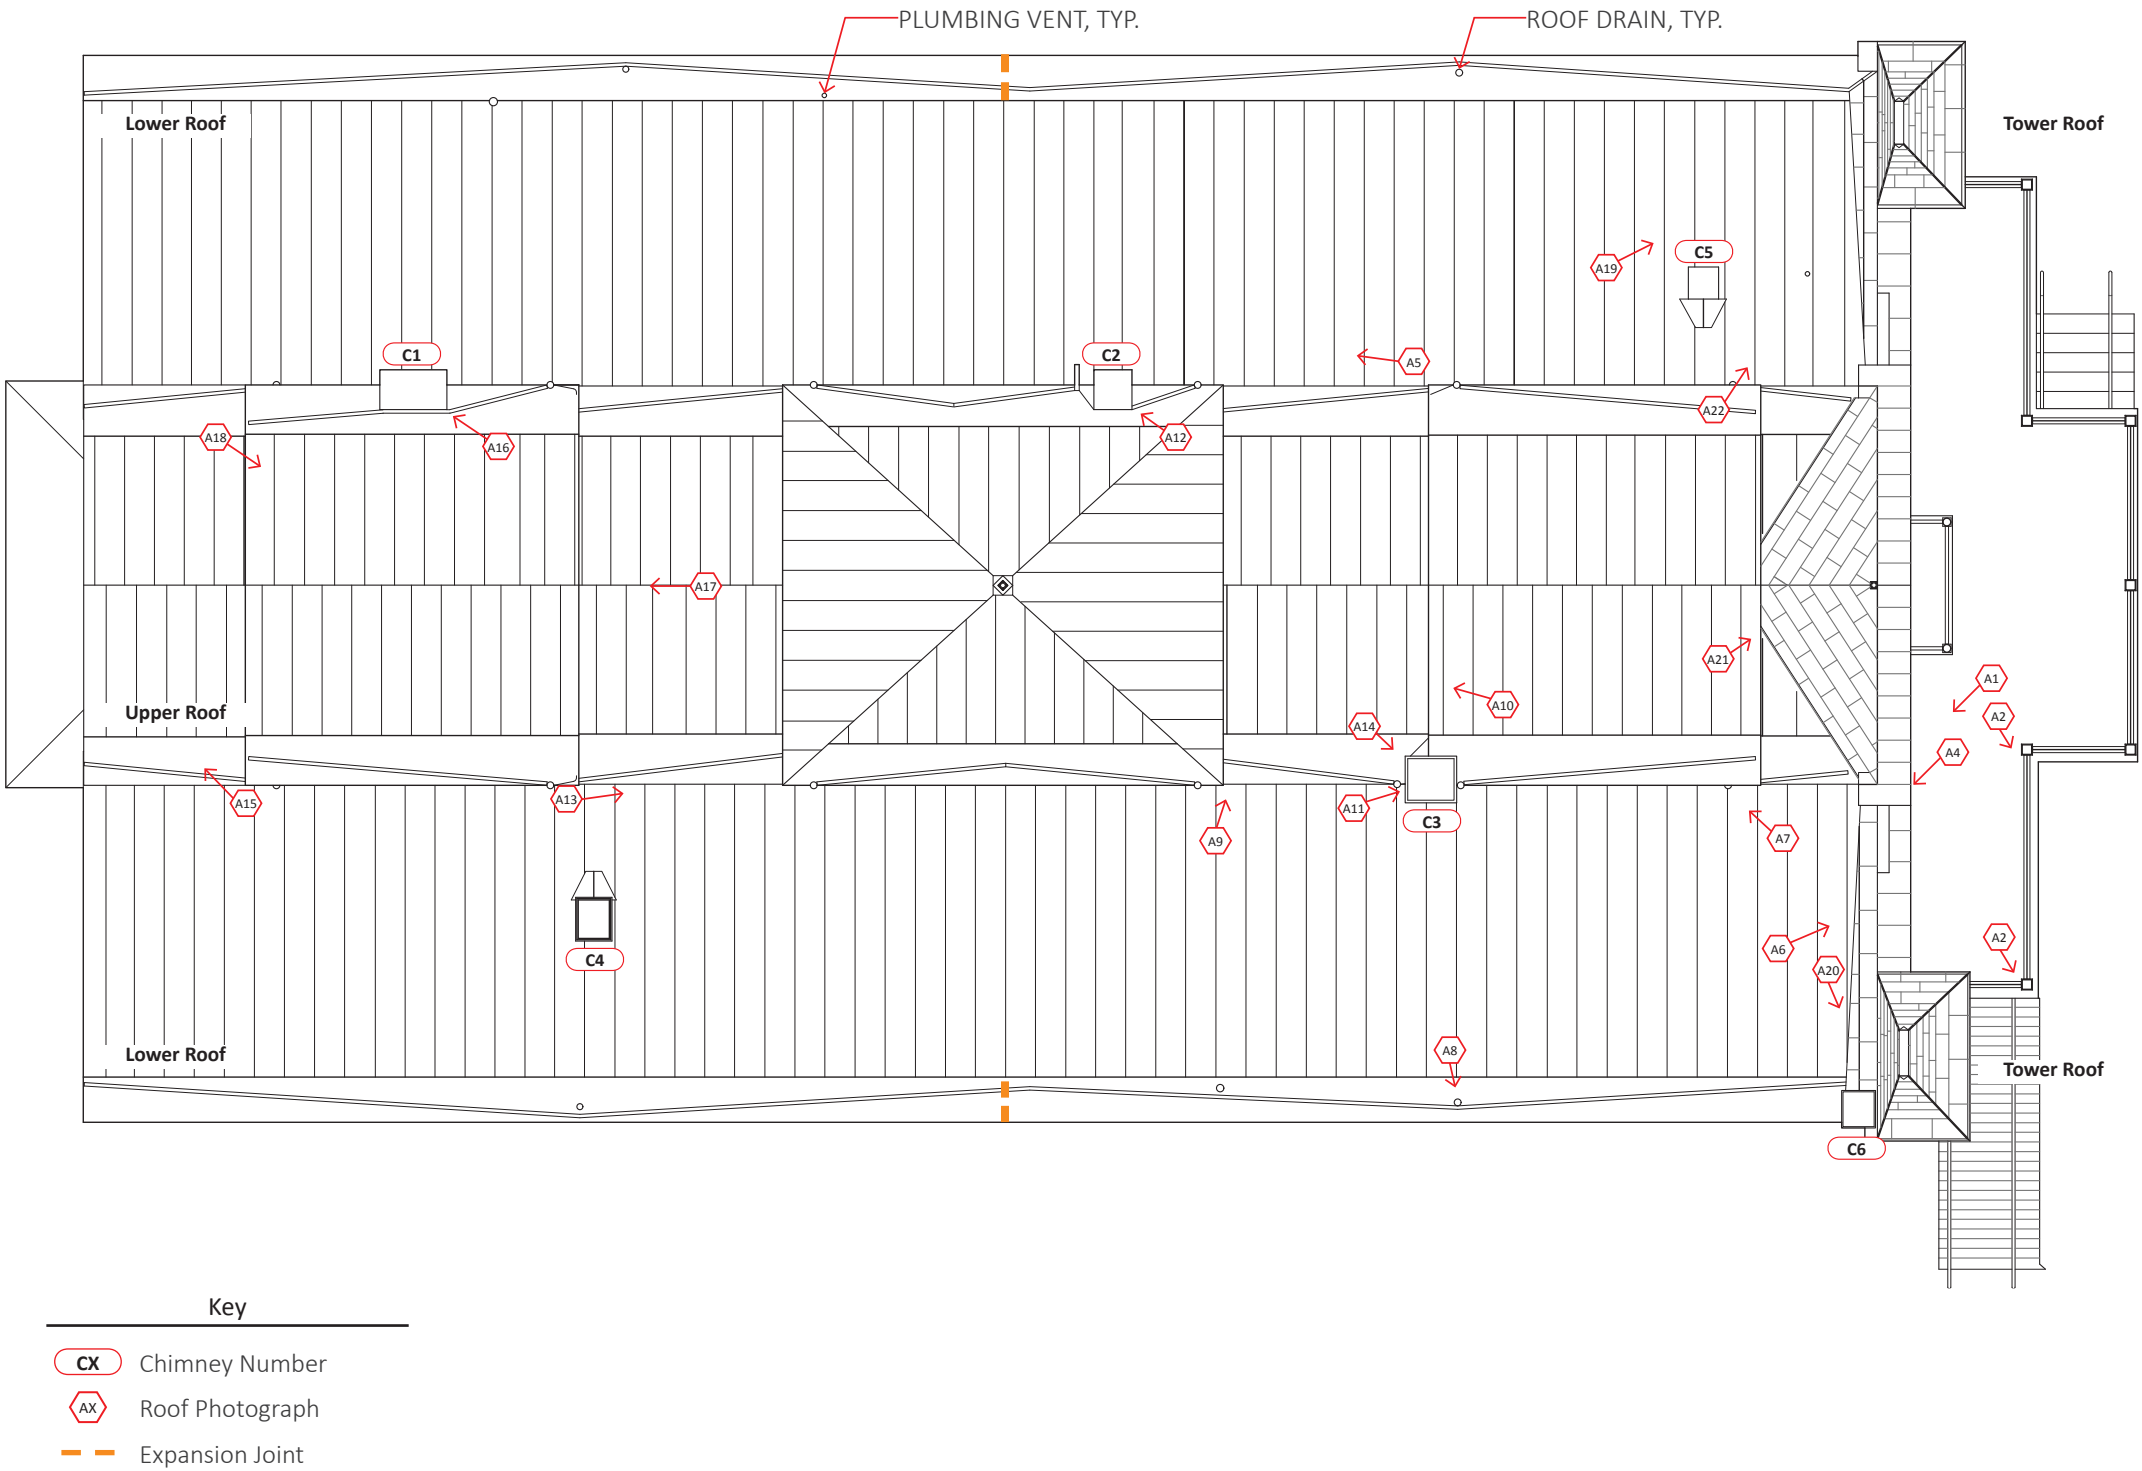 PLUMBING VENT, TYP.
ROOF DRAIN, TYP.
Lower Roof
Tower Roof
C5
A19
C1
C2
A5
A22
A18
A16
A12
A17
A21
A1
A10
Upper Roof
A2
A14
A4
A15
A13
A11
C3
A9
A7
A2
A6
C4
A20
A8
Lower Roof
Tower Roof
C6
Key
CX Chimney Number
AX Roof Photograph
Expansion Joint